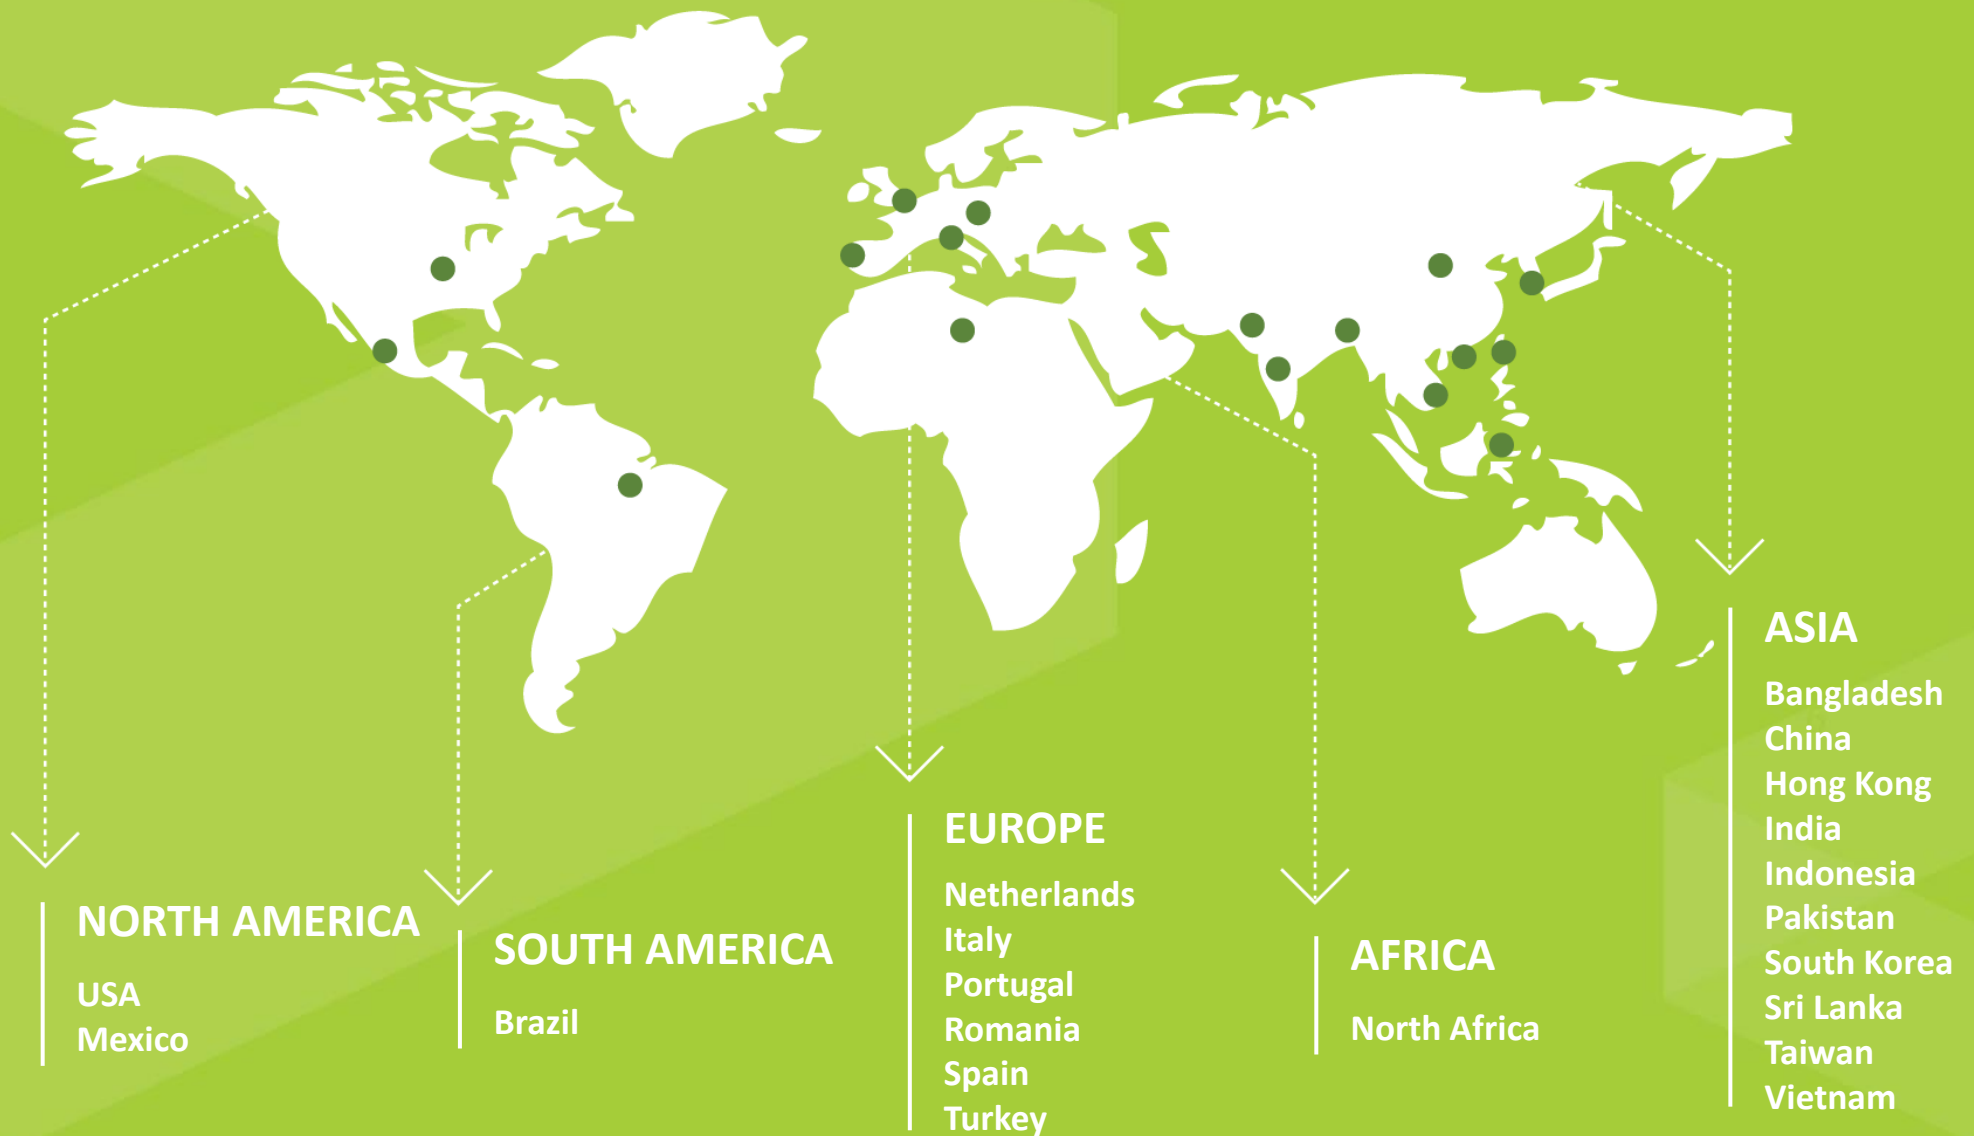 NORTH AMERICA
USA
Mexico
SOUTH AMERICA
Brazil
EUROPE
Netherlands
Italy
Portugal
Romania
Spain
Turkey
AFRICA
North Africa
ASIA
Bangladesh
China
Hong Kong
India
Indonesia
Pakistan
South Korea
Sri Lanka
Taiwan
Vietnam